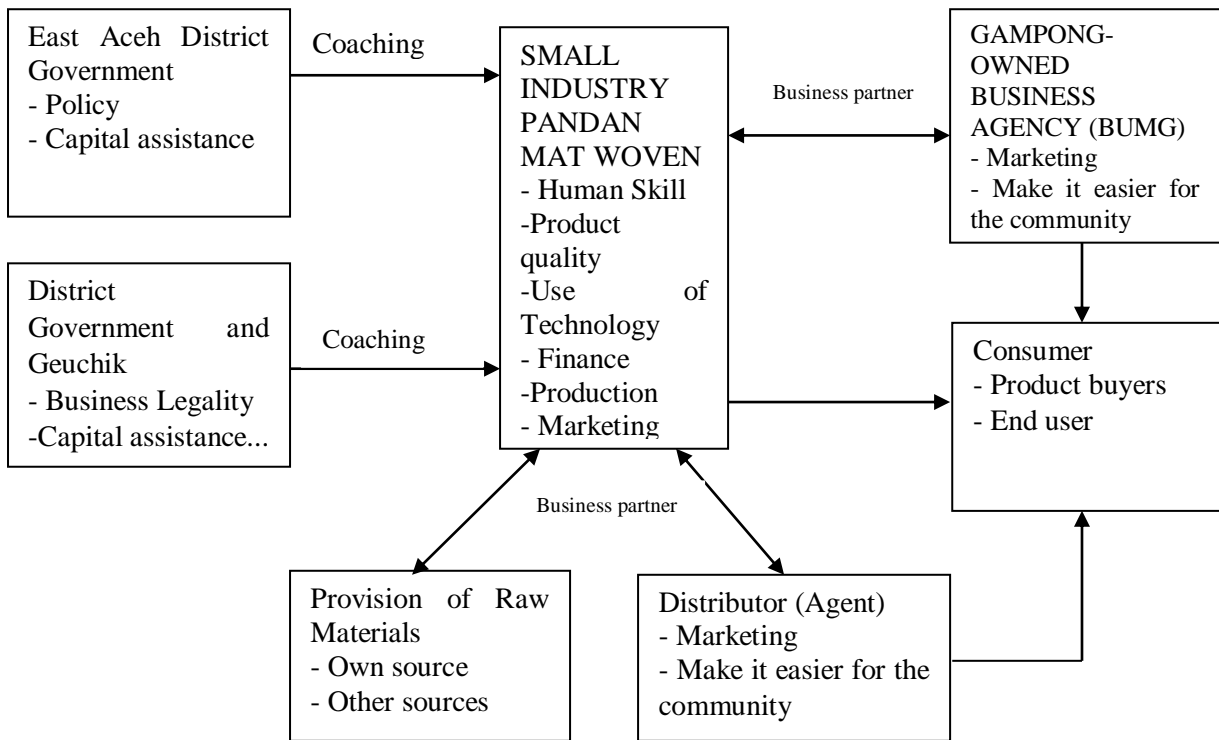 East Aceh District
Government
- Policy
- Capital assistance
Coaching
SMALL
INDUSTRY
PANDAN
MAT WOVEN
- Human Skill
-Product
quality
-Use of
Technology
- Finance
-Production
- Marketing
Business partner
GAMPONG-
OWNED
BUSINESS
AGENCY (BUMG)
- Marketing
- Make it easier for
the community
District
Government and
Geuchik
- Business Legality
-Capital assistance...
Coaching
Consumer
- Product buyers
- End user
Business partner
Provision of Raw
Materials
- Own source
- Other sources
Distributor (Agent)
- Marketing
- Make it easier for the
community